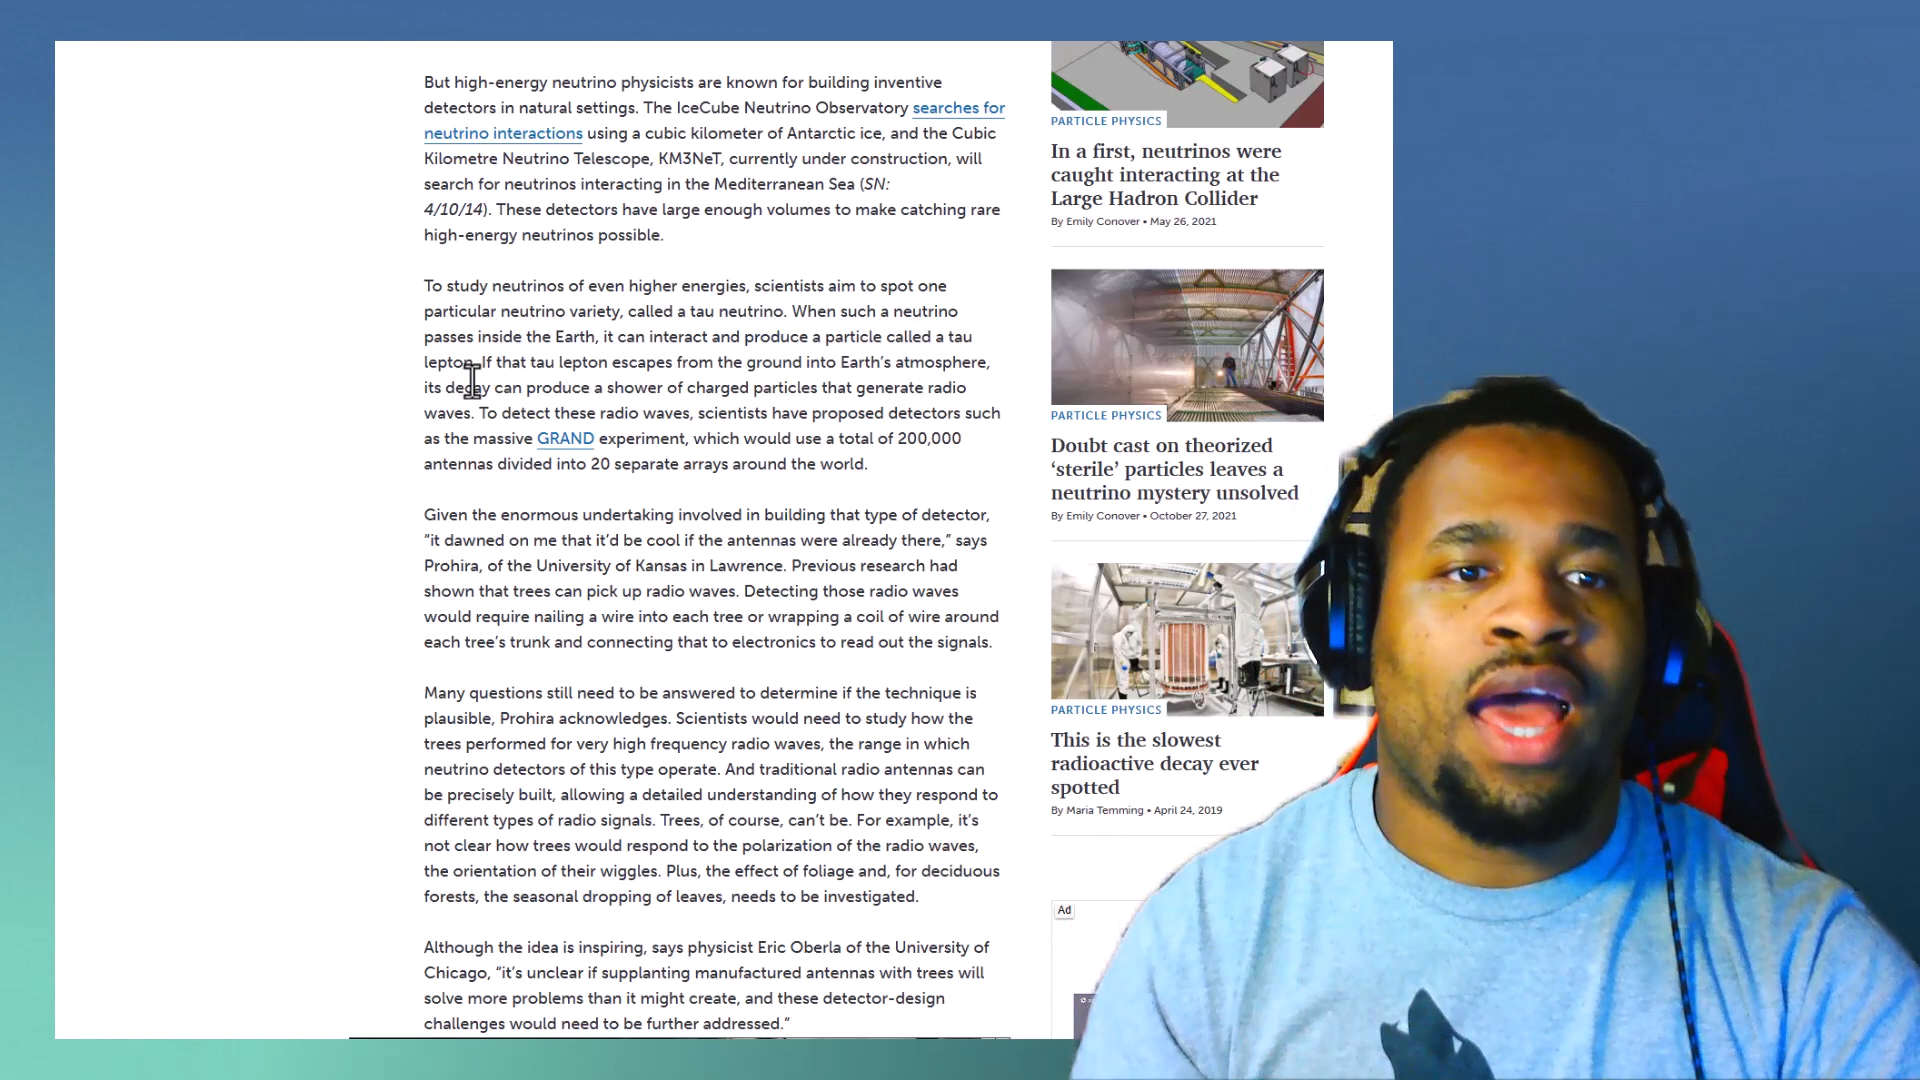 But high-energy neutrino physicists are known for building inventive
detectors in natural settings. The IceCube Neutrino Observatory searches for
neutrino interactions using a cubic kilometer of Antarctic ice, and the Cubic
Kilometre Neutrino Telescope, KM3NeT, currently under construction, will
search for neutrinos interacting in the Mediterranean Sea (SN:
4/10/14). These detectors have large enough volumes to make catching rare
high-energy neutrinos possible.
To study neutrinos of even higher energies, scientists aim to spot one
particular neutrino variety, called a tau neutrino. When such a neutrino
passes inside the Earth, it can interact and produce a particle called a tau
lepton. If that tau lepton escapes from the ground into Earth's atmosphere,
its decay can produce a shower of charged particles that generate radio
waves. To detect these radio waves, scientists have proposed detectors such
as the massive GRAND experiment, which would use a total of 200,000
antennas divided into 20 separate arrays around the world.
Given the enormous undertaking involved in building that type of detector,
“it dawned on me that it'd be cool if the antennas were already there,” says
Prohira, of the University of Kansas in Lawrence. Previous research had
shown that trees can pick up radio waves. Detecting those radio waves
would require nailing a wire into each tree or wrapping a coil of wire around
each tree's trunk and connecting that to electronics to read out the signals.
Many questions still need to be answered to determine if the technique is
plausible, Prohira acknowledges. Scientists would need to study how the
trees performed for very high frequency radio waves, the range in which
neutrino detectors of this type operate. And traditional radio antennas can
be precisely built, allowing a detailed understanding of how they respond to
different types of radio signals. Trees, of course, can't be. For example, it's
not clear how trees would respond to the polarization of the radio waves,
the orientation of their wiggles. Plus, the effect of foliage and, for deciduous
forests, the seasonal dropping of leaves, needs to be investigated.
Although the idea is inspiring, says physicist Eric Oberla of the University of
Chicago, “it's unclear if supplanting manufactured antennas with trees will
solve more problems than it might create, and these detector-design
challenges would need to be further addressed.”
PARTICLE PHYSICS
In a first, neutrinos were
caught interacting at the
Large Hadron Collider
By Emily Conover • May 26, 2021
PARTICLE PHYSICS
Doubt cast on theorized
‘sterile’ particles leaves a
neutrino mystery unsolved
By Emily Conover • October 27, 2021
PARTICLE PHYSICS
This is the slowest
radioactive decay ever
spotted
By Maria Temming • April 24, 2019
Ad